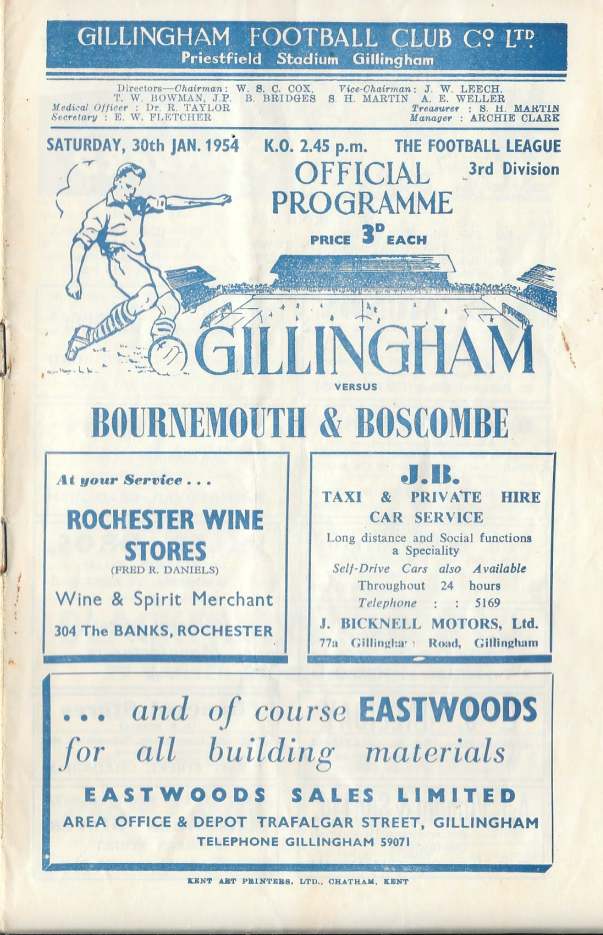 GILLINGHAM FOOTBALL CLUB Cº LTD.
Priestfield Stadium Gillingham
Directors—Chairman: W. S. C. COX. Vice-Chairman: J. W. LEECH.
T. W. BOWMAN, J.P. B. BRIDGES S H. MARTIN A. E. WELLER
Medical Officer : Dr. R. TAYLOR Treasurer : S. H. MARTIN
Secretary : E. W. FLETCHER Manager : ARCHIE CLARK
SATURDAY, 30th JAN. 1954 K.O. 2.45 p.m. THE FOOTBALL LEAGUE
3rd Division
OFFICIAL
PROGRAMME
PRICE 3D EACH
GILLINGHAM
VERSUS
BOURNEMOUTH & BOSCOMBE
At your Service . . .
ROCHESTER WINE
STORES
(FRED R. DANIELS)
Wine & Spirit Merchant
304 The BANKS, ROCHESTER
J.B.
TAXI & PRIVATE HIRE
CAR SERVICE
Long distance and Social functions
a Speciality
Self-Drive Cars also Available
Throughout 24 hours
Telephone : : 5169
J. BICKNELL MOTORS, Ltd.
77a Road, Gillingham
. . . and of course EASTWOODS
for all building materials
EASTWOODS SALES LIMITED
AREA OFFICE & DEPOT TRAFALGAR STREET, GILLINGHAM
TELEPHONE GILLINGHAM 59071
KENT ART PRINTERS, LTD., CHATHAM, KENT